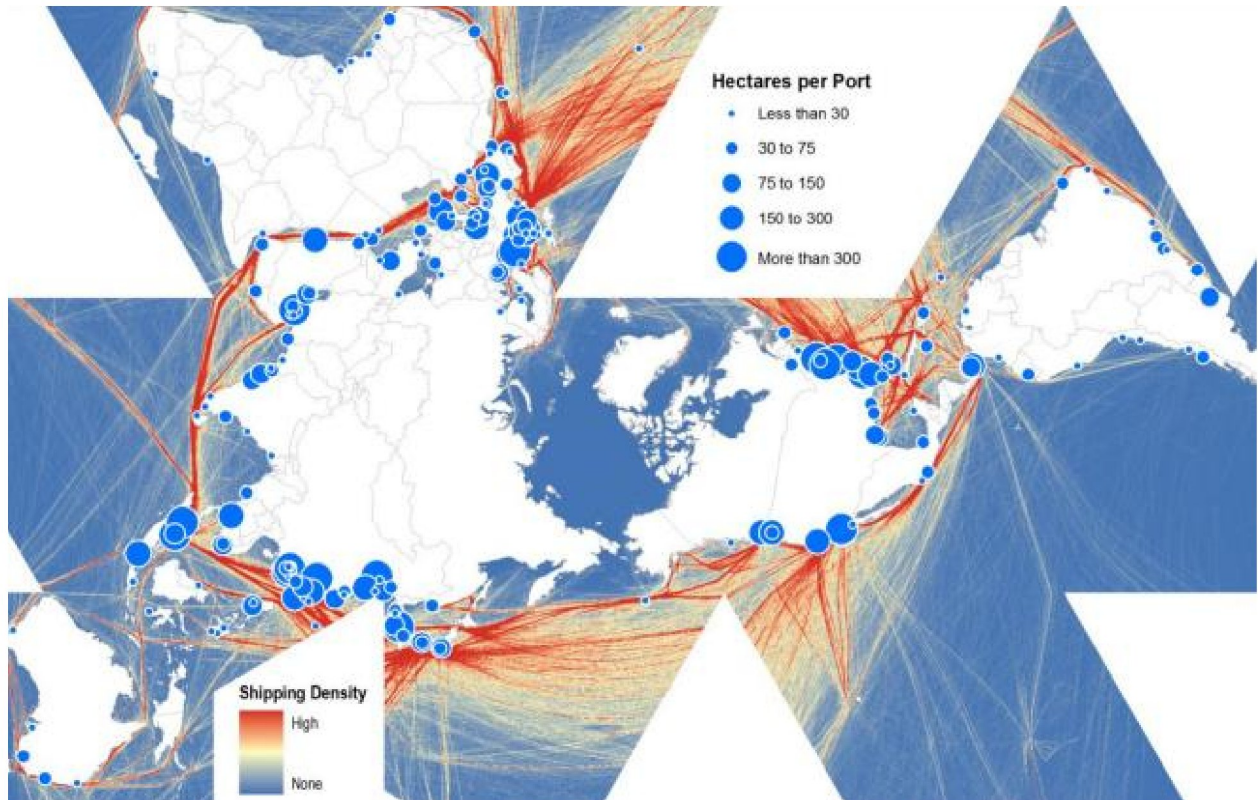 Hectares per Port
Less than 30
30 to 75
75 to 150
150 to 300
More than 300
Shipping Density
High
None